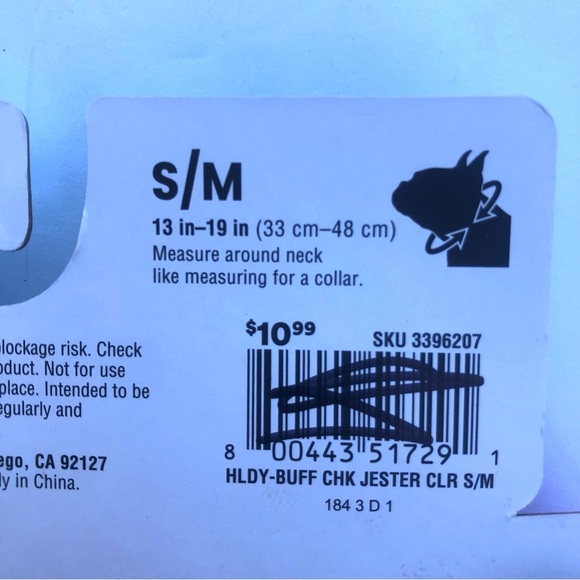 S/M
13 in–19 in (33 cm–48 cm)
Measure around neck
like measuring for a collar.
$10.99
SKU 3396207
8 00443 51729 1
HLDY-BUFF CHK JESTER CLR S/M
184 3 D 1
blockage risk. Check
oduct. Not for use
place. Intended to be
egularly and
ego, CA 92127
ly in China.